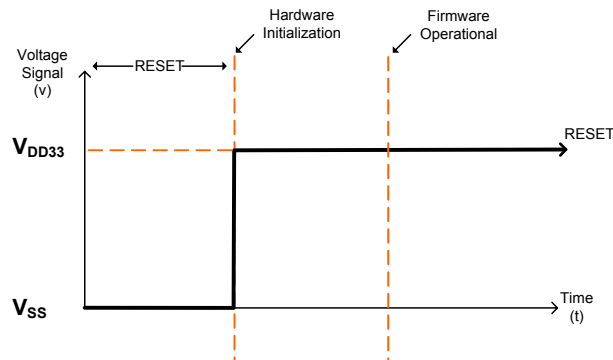 Hardware
Initialization
Firmware
Operational
Voltage
Signal
(v)
RESET
VDD33
RESET
VSS
Time
(t)